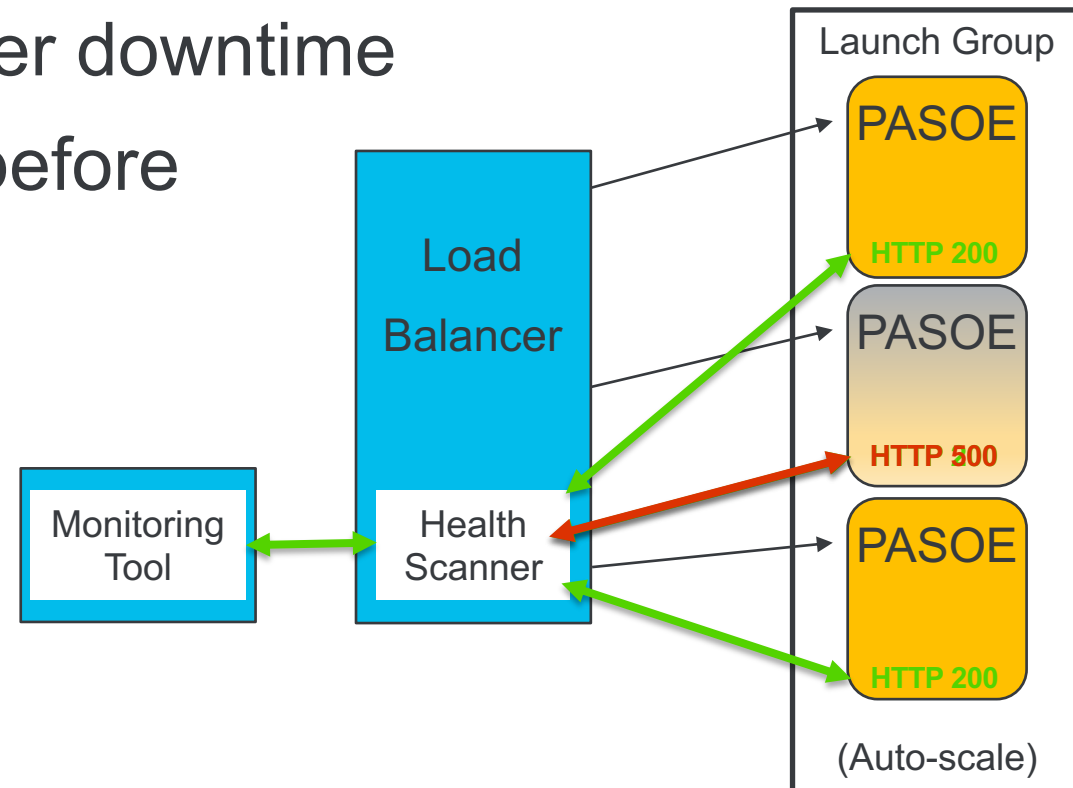 er downtime
before
Launch Group
PASOE
HTTP 200
Load
Balancer
PASOE
HTTP 500
Monitoring
Tool
Health
Scanner
PASOE
HTTP 200
(Auto-scale)